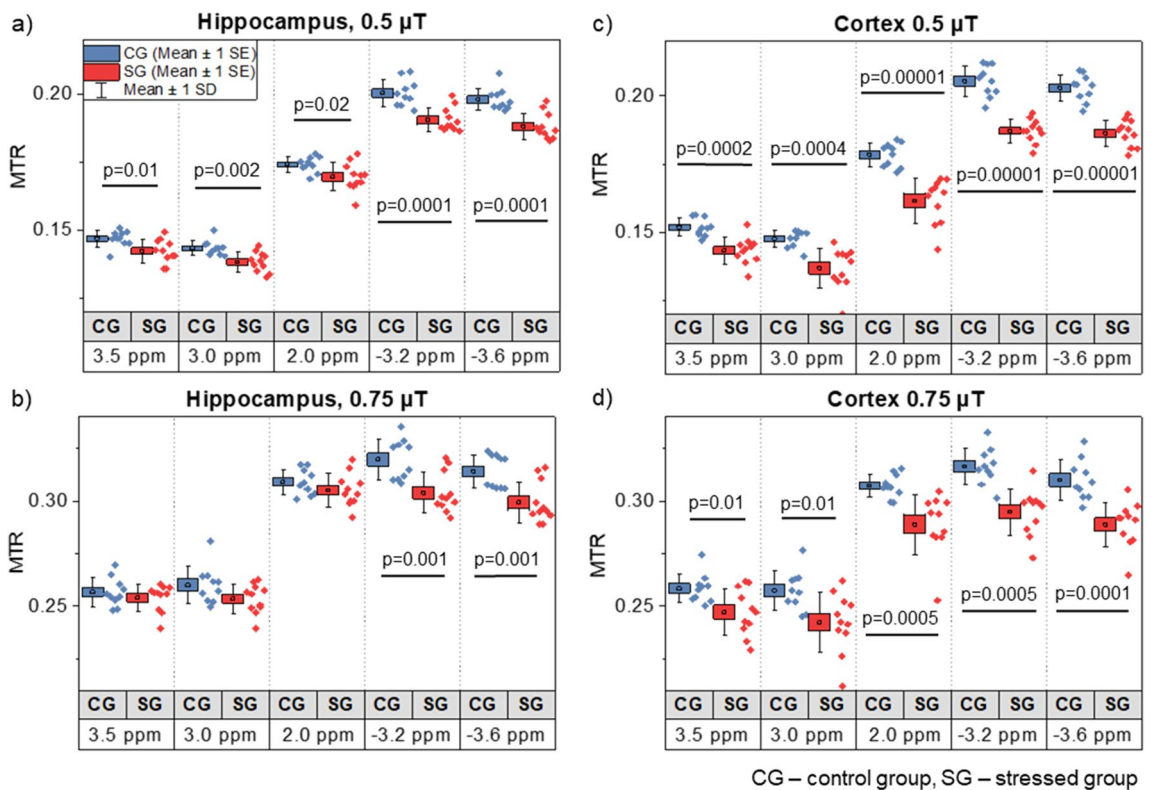 a)
Hippocampus, 0.5 µT
CG (Mean ± 1 SE)
SG (Mean ± 1 SE)
Mean ± 1 SD
MTR
0.20
0.15
p=0.01
p=0.002
p=0.02
p=0.0001
p=0.0001
CG SG CG SG CG SG CG SG CG SG
3.5 ppm 3.0 ppm 2.0 ppm -3.2 ppm -3.6 ppm
c)
Cortex 0.5 µT
MTR
0.20
0.15
p=0.0002
p=0.0004
p=0.00001
p=0.00001
p=0.00001
CG SG CG SG CG SG CG SG CG SG
3.5 ppm 3.0 ppm 2.0 ppm -3.2 ppm -3.6 ppm
b)
Hippocampus, 0.75 µT
MTR
0.30
0.25
p=0.001
p=0.001
CG SG CG SG CG SG CG SG CG SG
3.5 ppm 3.0 ppm 2.0 ppm -3.2 ppm -3.6 ppm
d)
Cortex 0.75 µT
MTR
0.30
0.25
p=0.01
p=0.01
p=0.0005
p=0.0005
p=0.0001
CG SG CG SG CG SG CG SG CG SG
3.5 ppm 3.0 ppm 2.0 ppm -3.2 ppm -3.6 ppm
CG – control group, SG – stressed group